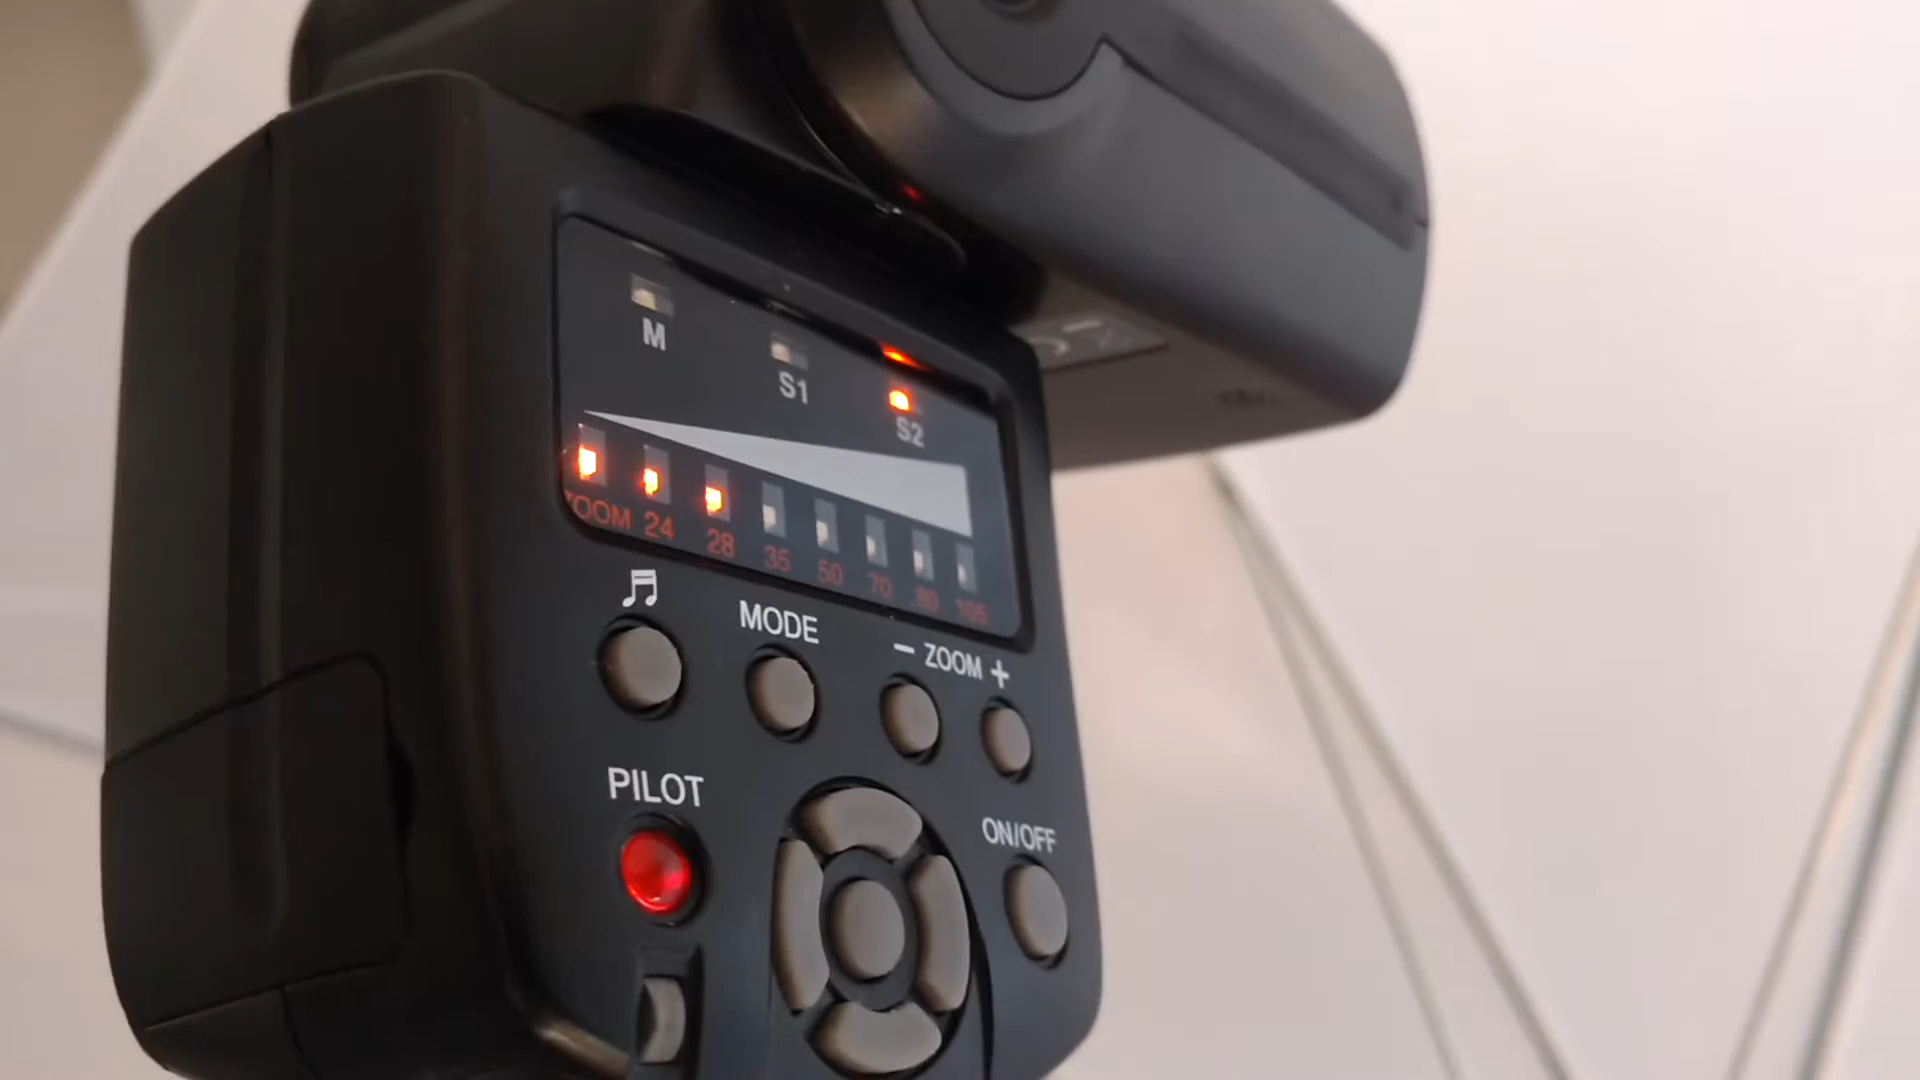 M
S1
S2
ZOOM 24 28 35 50 70 80 105
MODE
– ZOOM +
PILOT
ON/OFF